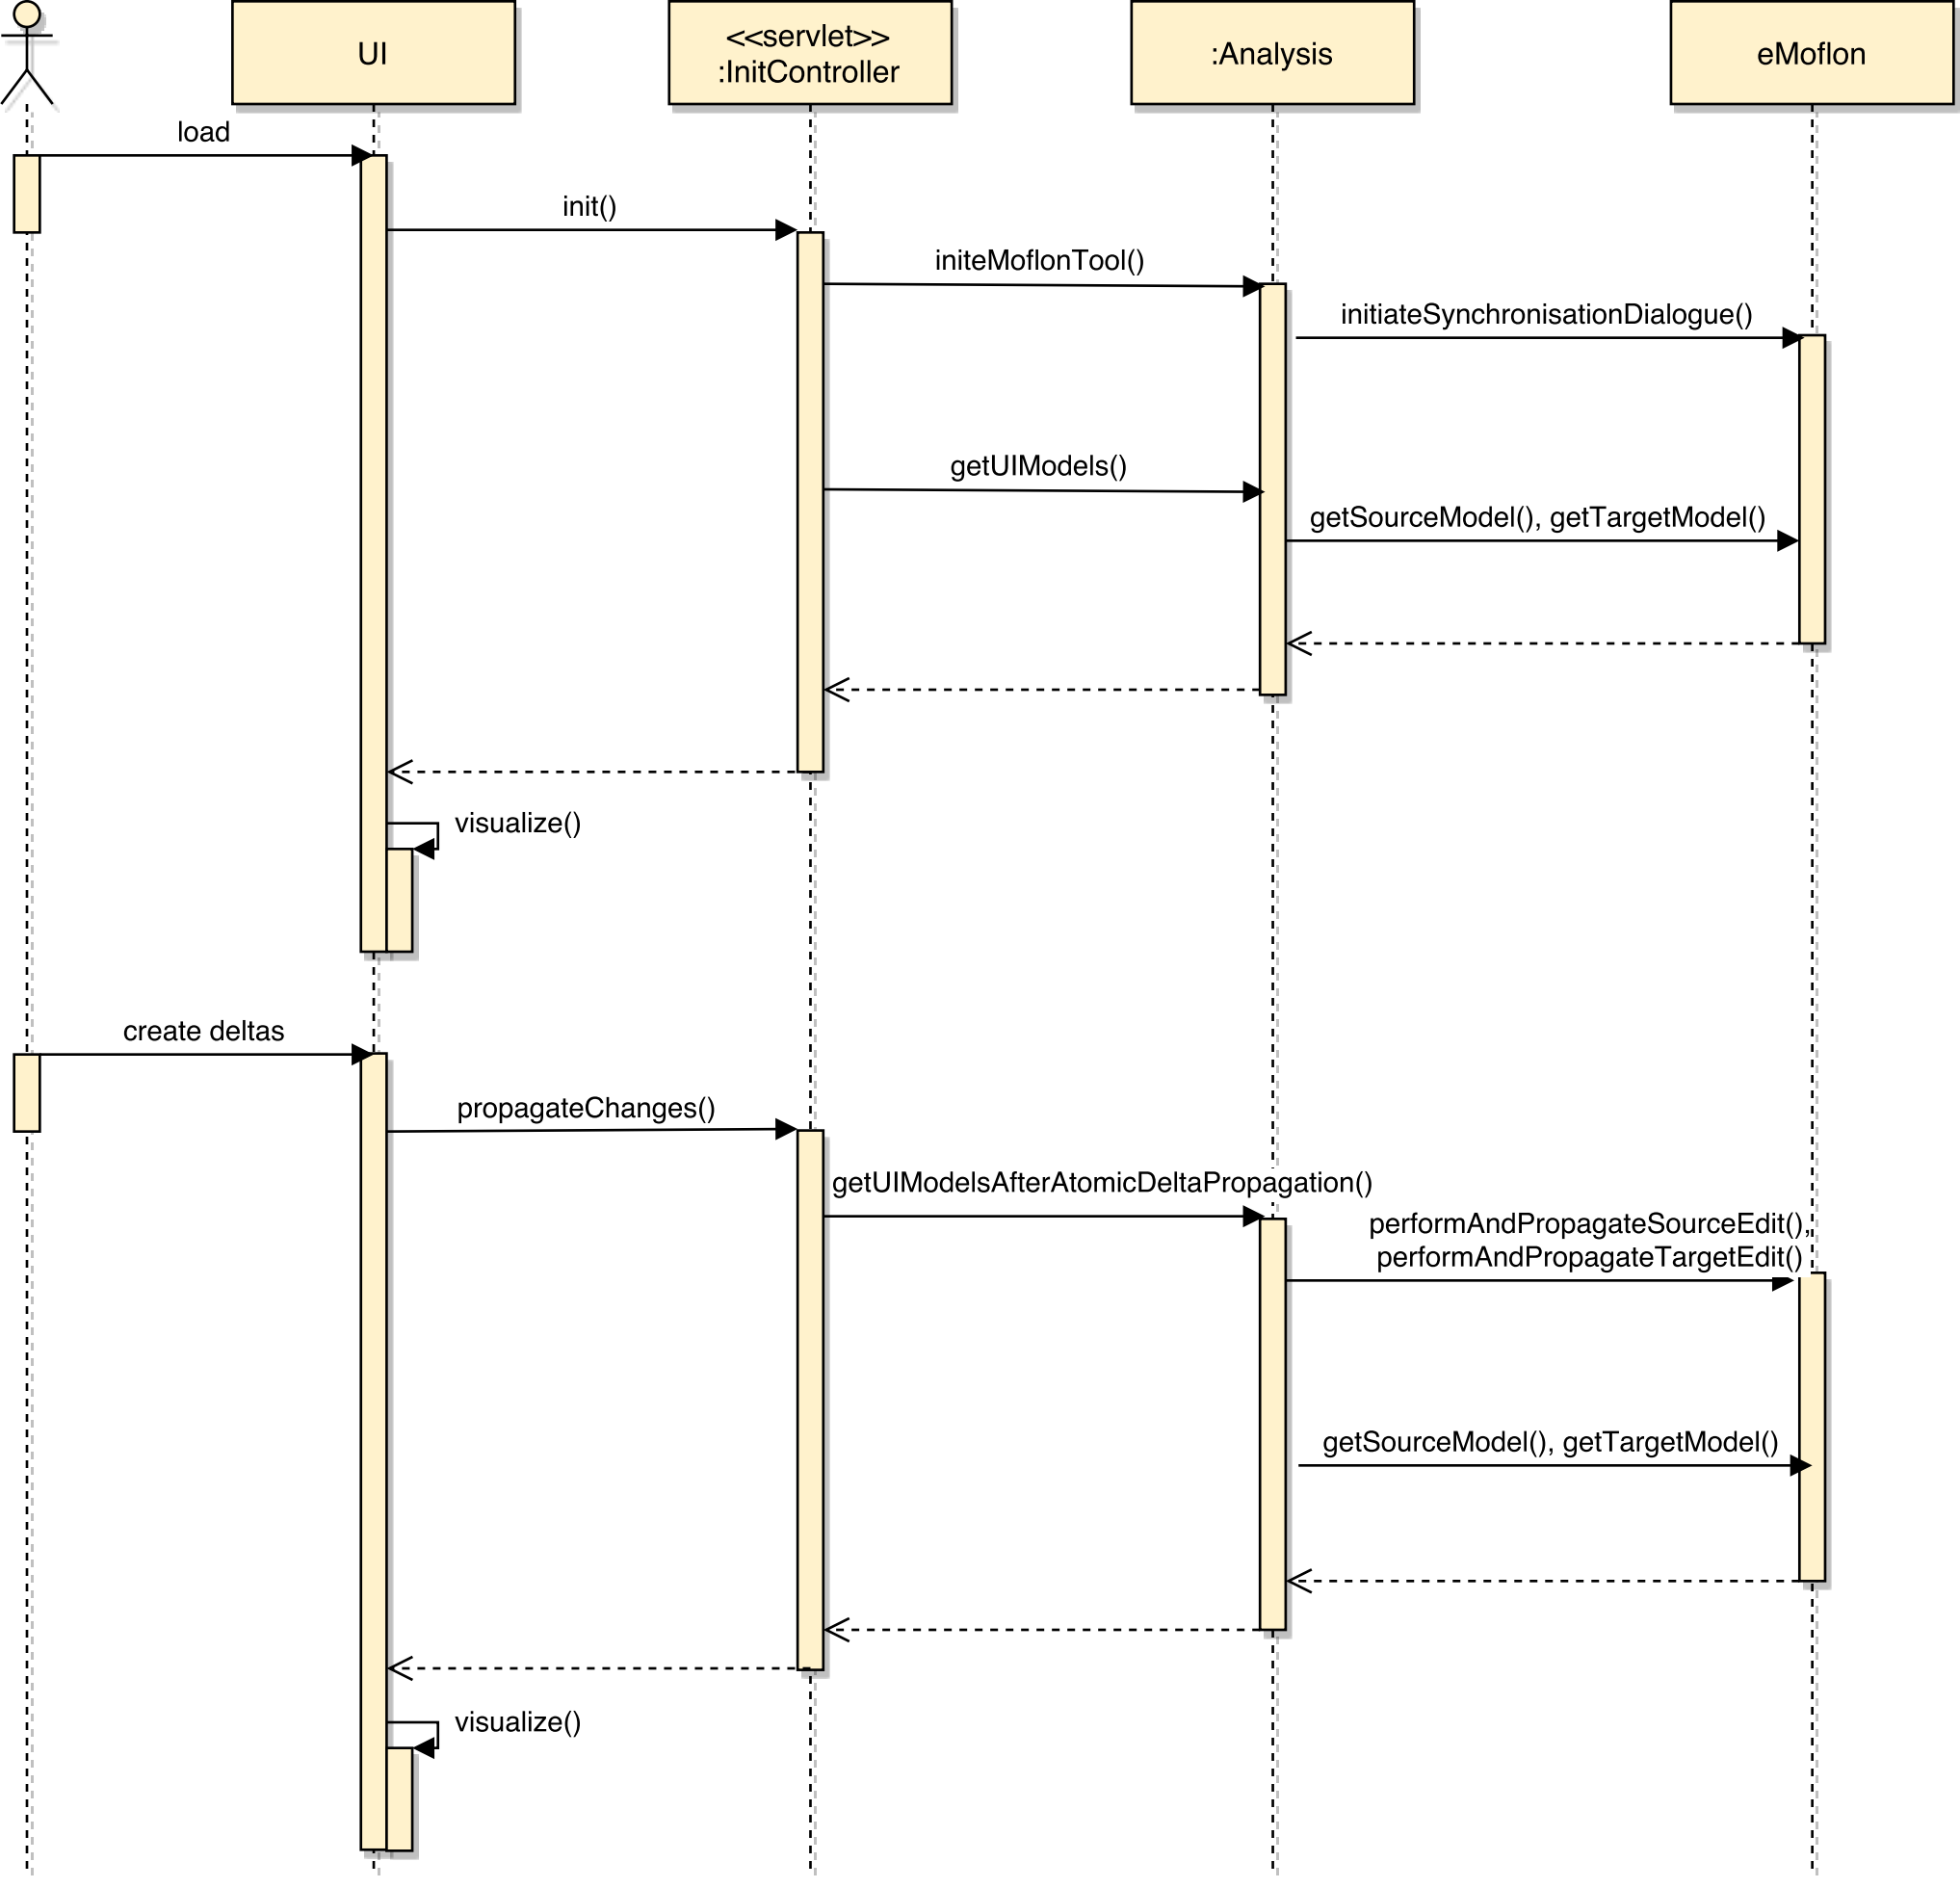 UI
<<servlet>>
:InitController
:Analysis
eMoflon
load
init()
initeMoflonTool()
initiateSynchronisationDialogue()
getUIModels()
getSourceModel(), getTargetModel()
visualize()
create deltas
propagateChanges()
getUIModelsAfterAtomicDeltaPropagation()
performAndPropagateSourceEdit(),
performAndPropagateTargetEdit()
getSourceModel(), getTargetModel()
visualize()